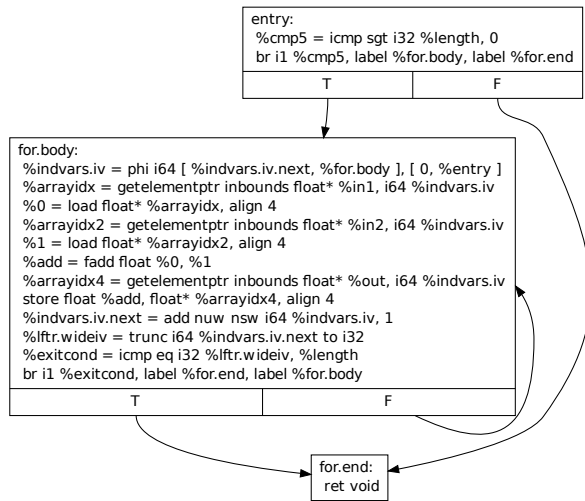 entry:
%cmp5 = icmp sgt i32 %length, 0
br i1 %cmp5, label %for.body, label %for.end
T F
for.body:
%indvars.iv = phi i64 [ %indvars.iv.next, %for.body ], [ 0, %entry ]
%arrayidx = getelementptr inbounds float* %in1, i64 %indvars.iv
%0 = load float* %arrayidx, align 4
%arrayidx2 = getelementptr inbounds float* %in2, i64 %indvars.iv
%1 = load float* %arrayidx2, align 4
%add = fadd float %0, %1
%arrayidx4 = getelementptr inbounds float* %out, i64 %indvars.iv
store float %add, float* %arrayidx4, align 4
%indvars.iv.next = add nuw nsw i64 %indvars.iv, 1
%lftr.wideiv = trunc i64 %indvars.iv.next to i32
%exitcond = icmp eq i32 %lftr.wideiv, %length
br i1 %exitcond, label %for.end, label %for.body
T F
for.end:
ret void